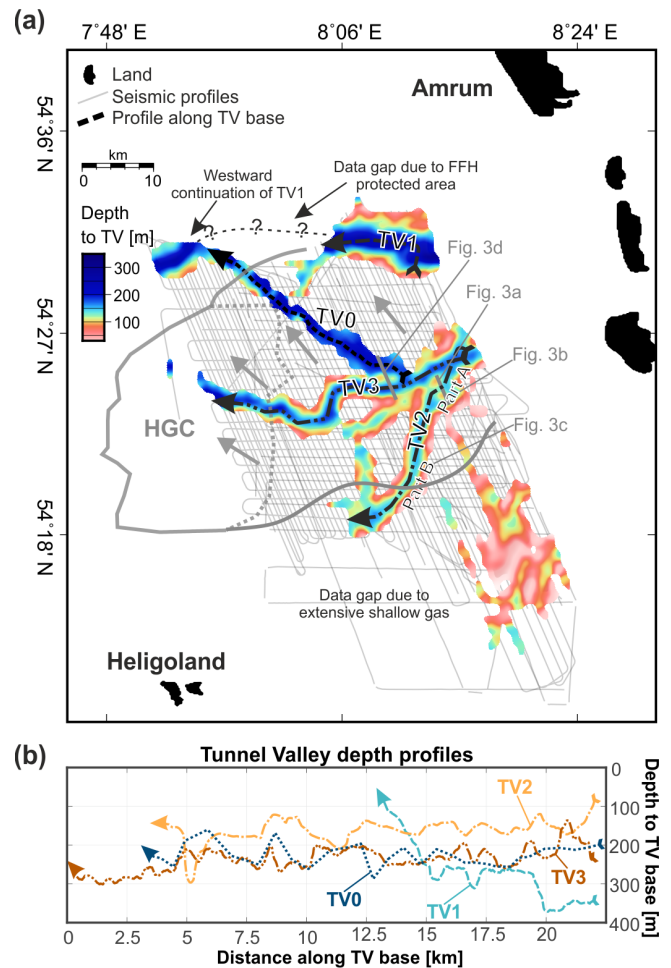 (a)
7°48' E
8°06' E
8°24' E
Land
Seismic profiles
Profile along TV base
Amrum
54°36' N
km
0 10
Westward
continuation of TV1
Data gap due to FFH
protected area
Depth
to TV [m]
300
200
100
? ? ?
TV1
Fig. 3d
Fig. 3a
TV0
54°27' N
Fig. 3b
TV3
Part A
HGC
TV2
Fig. 3c
Part B
54°18' N
Data gap due to
extensive shallow gas
Heligoland
(b)
Tunnel Valley depth profiles
TV2
TV3
TV0
TV1
0
100
200
300
400
Depth to
TV base [m]
0 2.5 5 7.5 10 12.5 15 17.5 20
Distance along TV base [km]